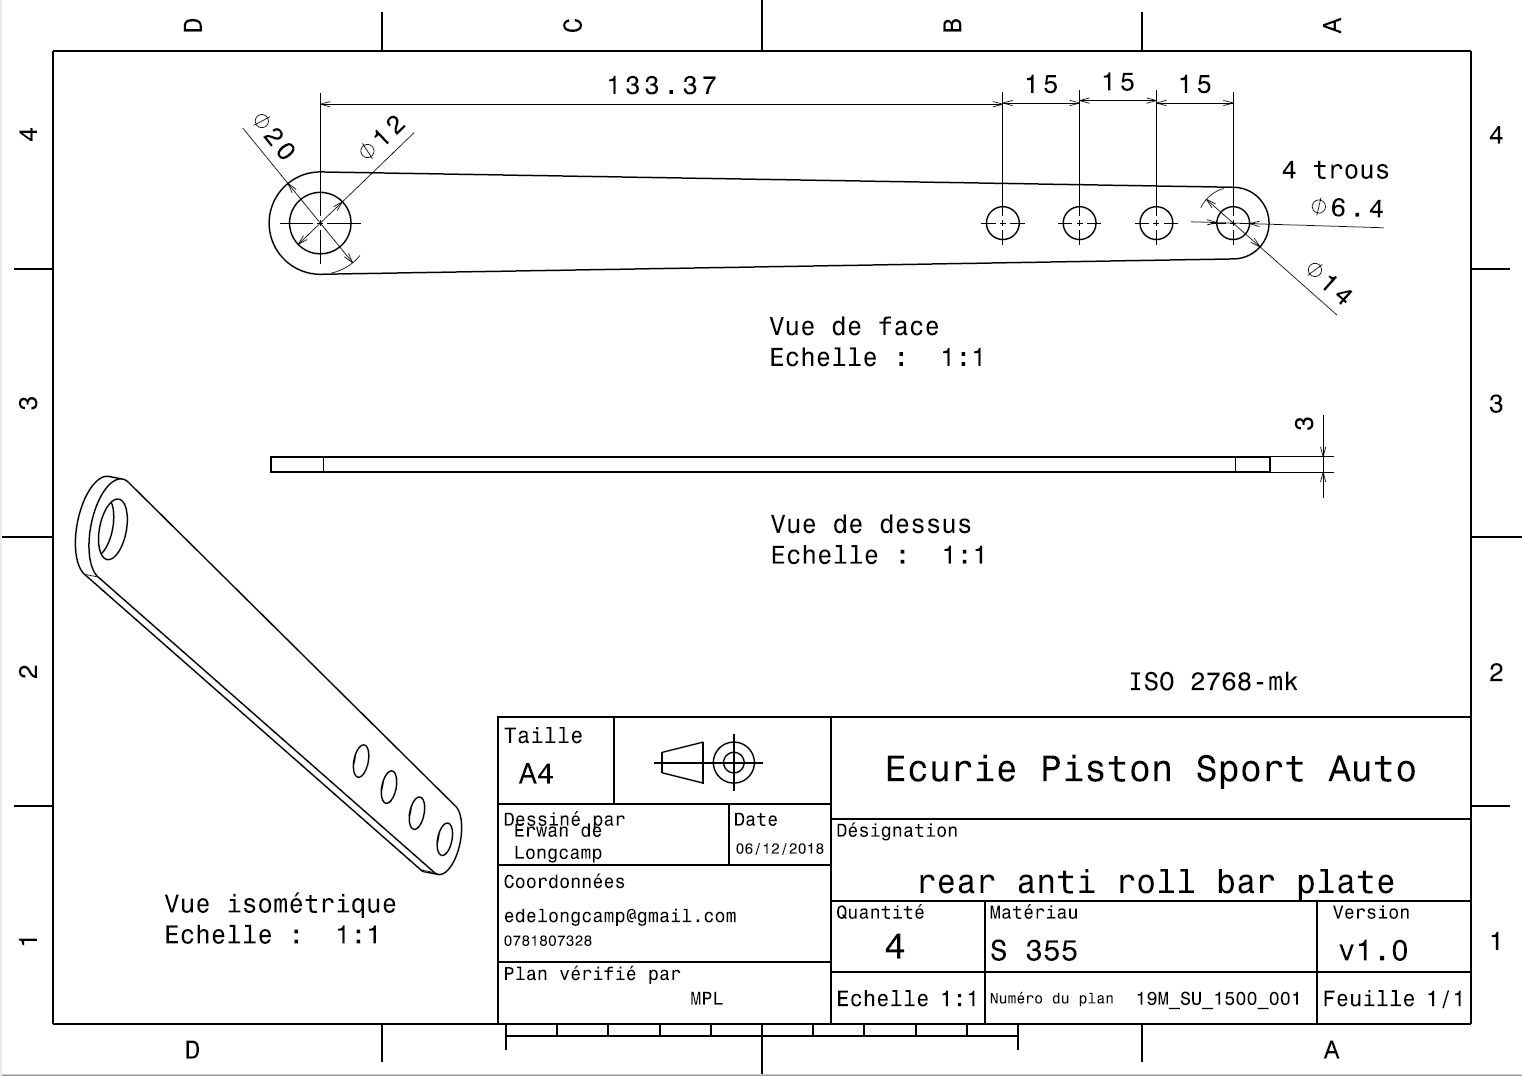 D C B A
133.37 15 15 15
4 4
⌀20 ⌀12
4 trous
⌀6.4
⌀14
Vue de face
Echelle : 1:1
3 3
3
Vue de dessus
Echelle : 1:1
2 2
ISO 2768-mk
Taille
A4
Ecurie Piston Sport Auto
Dessiné par
Erwan de
Longcamp
Date
06/12/2018
Désignation
rear anti roll bar plate
Coordonnées
edelongcamp@gmail.com
0781807328
Quantité
4
Matériau
S 355
Version
v1.0
Vue isométrique
Echelle : 1:1
1 1
Plan vérifié par
MPL
Echelle 1:1
Numéro du plan 19M_SU_1500_001
Feuille 1/1
D A